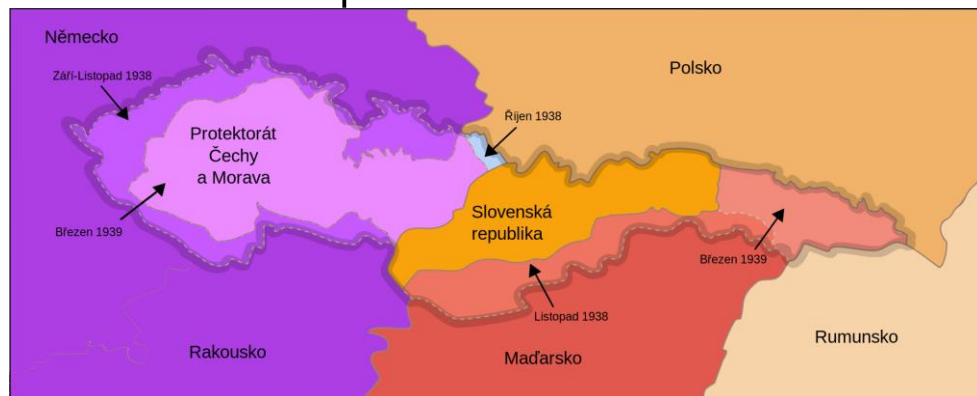 Německo
Polsko
Září-Listopad 1938
Říjen 1938
Protektorát
Čechy
a Morava
Slovenská
republika
Březen 1939
Březen 1939
Listopad 1938
Rakousko
Maďarsko
Rumunsko